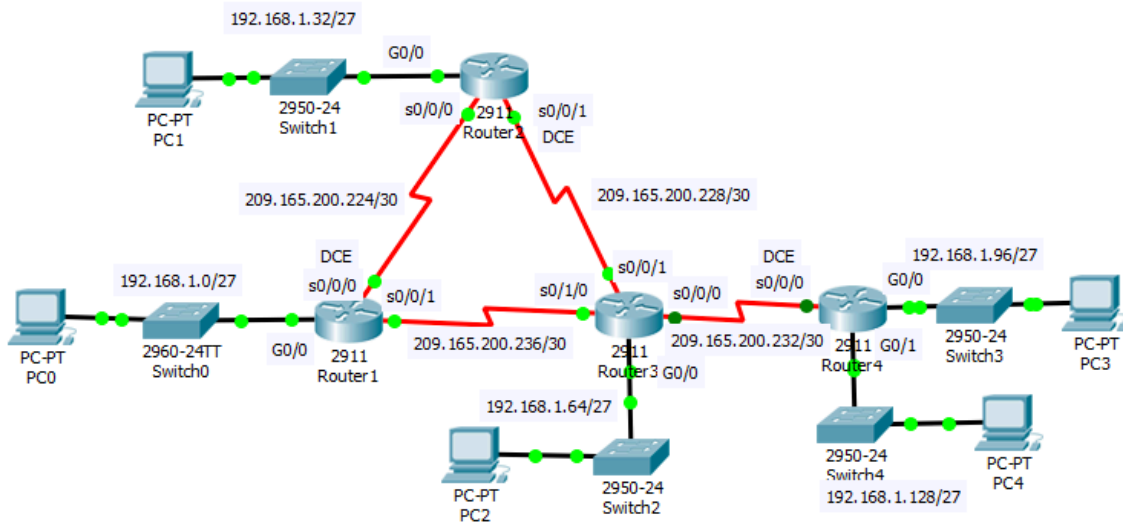 192.168.1.32/27
G0/0
2950-24
Switch1
PC-PT
PC1
s0/0/0
2911
Router2
s0/0/1
DCE
209.165.200.224/30
209.165.200.228/30
DCE
s0/0/0
192.168.1.0/27
s0/0/1
G0/0
2911
Router1
2960-24TT
Switch0
PC-PT
PC0
209.165.200.236/30
s0/1/0
s0/0/1
s0/0/0
2911
Router3
G0/0
209.165.200.232/30
DCE
s0/0/0
192.168.1.96/27
G0/0
2911
Router4
G0/1
2950-24
Switch3
PC-PT
PC3
192.168.1.64/27
PC-PT
PC2
2950-24
Switch2
2950-24
Switch4
PC-PT
PC4
192.168.1.128/27